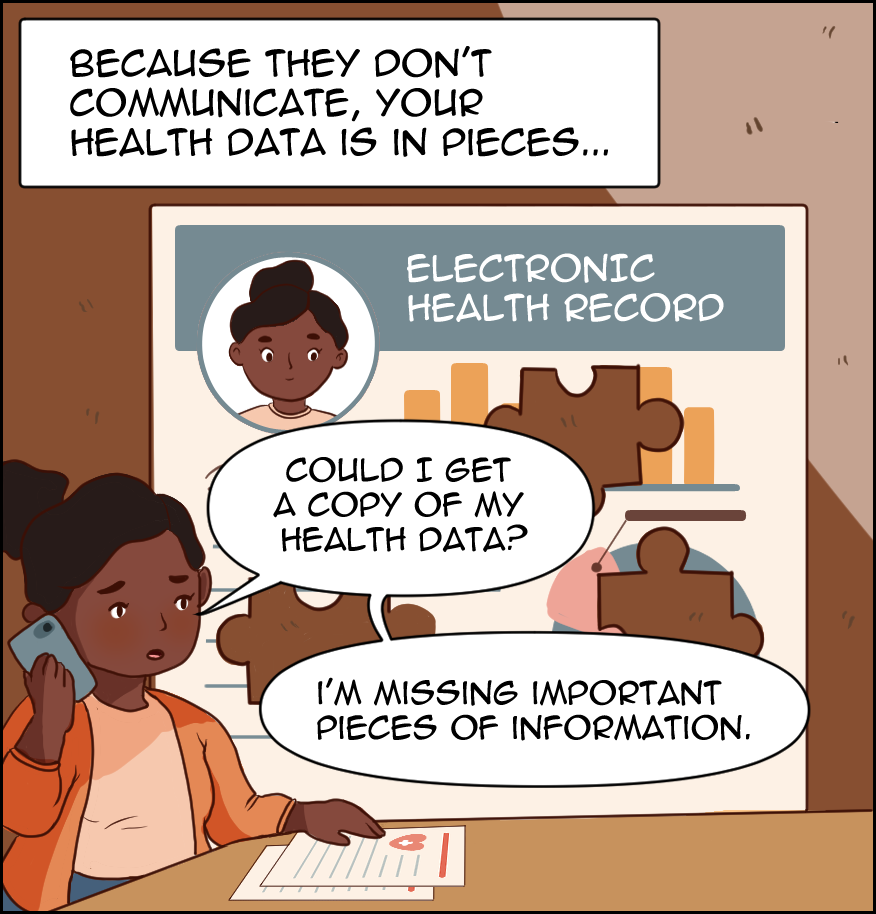 BECAUSE THEY DON'T
COMMUNICATE, YOUR
HEALTH DATA IS IN PIECES...
ELECTRONIC
HEALTH RECORD
COULD I GET
A COPY OF MY
HEALTH DATA?
I'M MISSING IMPORTANT
PIECES OF INFORMATION.